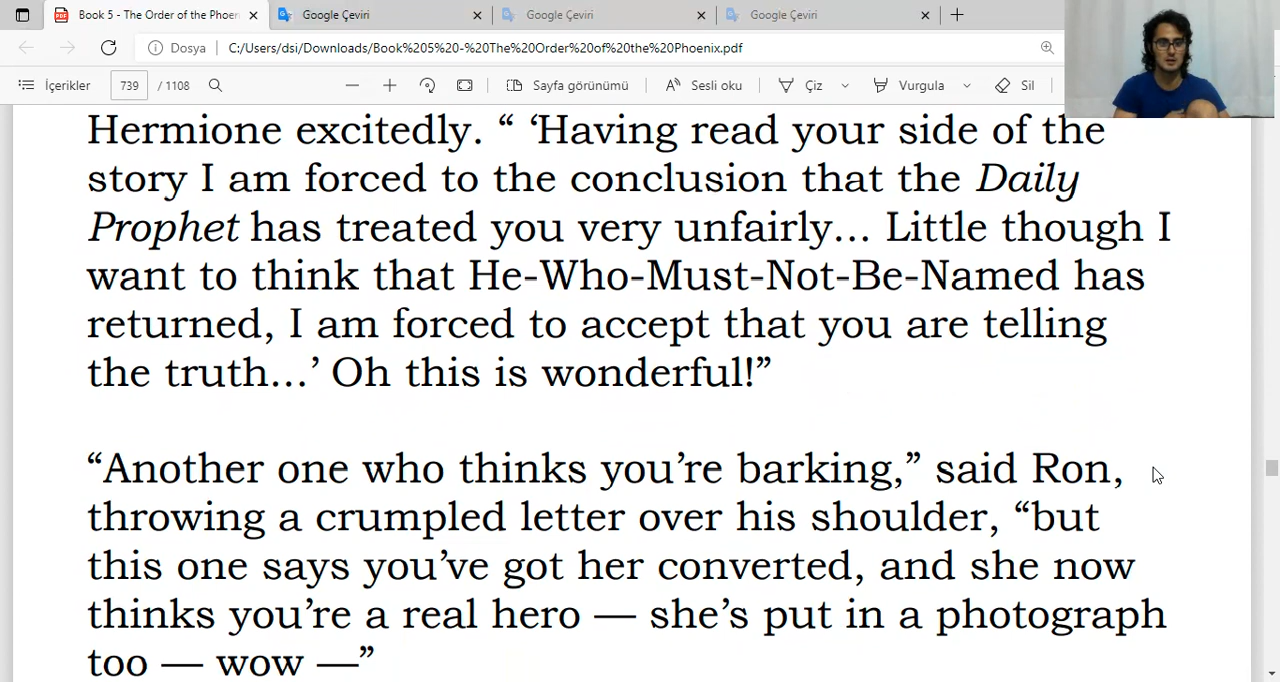 Book 5 - The Order of the Phoen
Google Çeviri
Google Çeviri
Google Çeviri
Dosya
C:/Users/dsi/Downloads/Book%205%20-%20The%20Order%20of%20the%20Phoenix.pdf
İçerikler
739 / 1108
Sayfa görünümü
Sesli oku
Çiz
Vurgula
Sil
Hermione excitedly. “ ‘Having read your side of the
story I am forced to the conclusion that the Daily
Prophet has treated you very unfairly... Little though I
want to think that He-Who-Must-Not-Be-Named has
returned, I am forced to accept that you are telling
the truth...’ Oh this is wonderful!”
“Another one who thinks you’re barking,” said Ron,
throwing a crumpled letter over his shoulder, “but
this one says you’ve got her converted, and she now
thinks you’re a real hero — she’s put in a photograph
too — wow —”